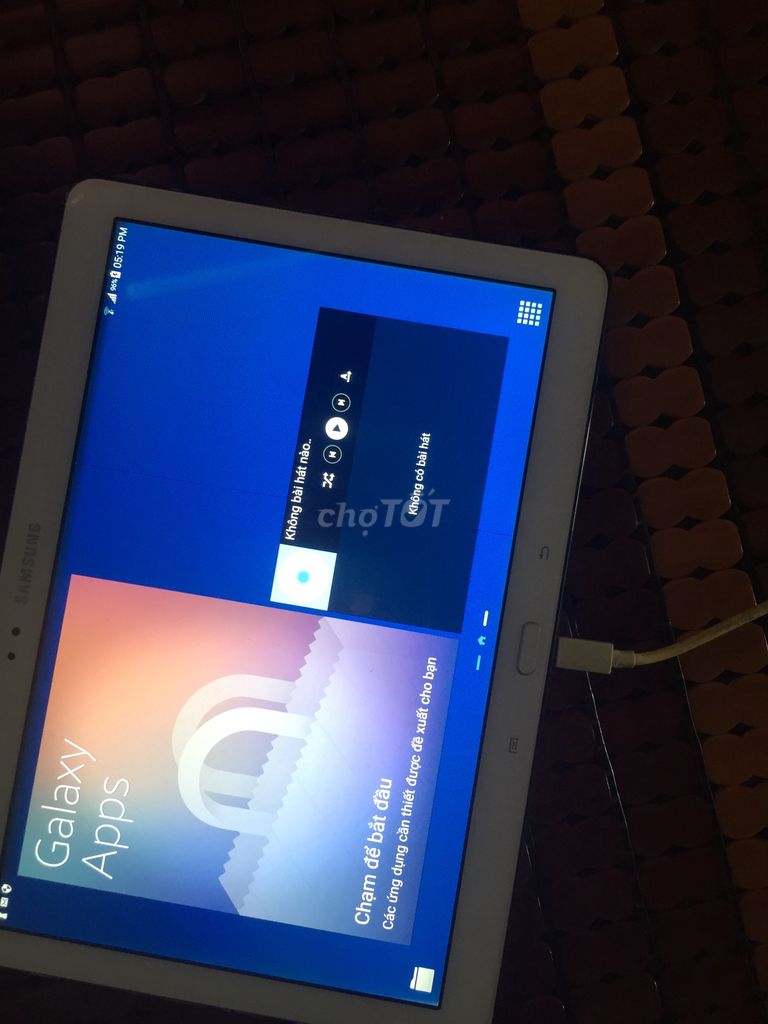 SAMSUNG
96% 05:19 PM
Galaxy
Apps
Chạm để bắt đầu
Các ứng dụng cần thiết được đề xuất cho bạn
Không bài hát nào..
A
Không có bài hát
chợTỐT